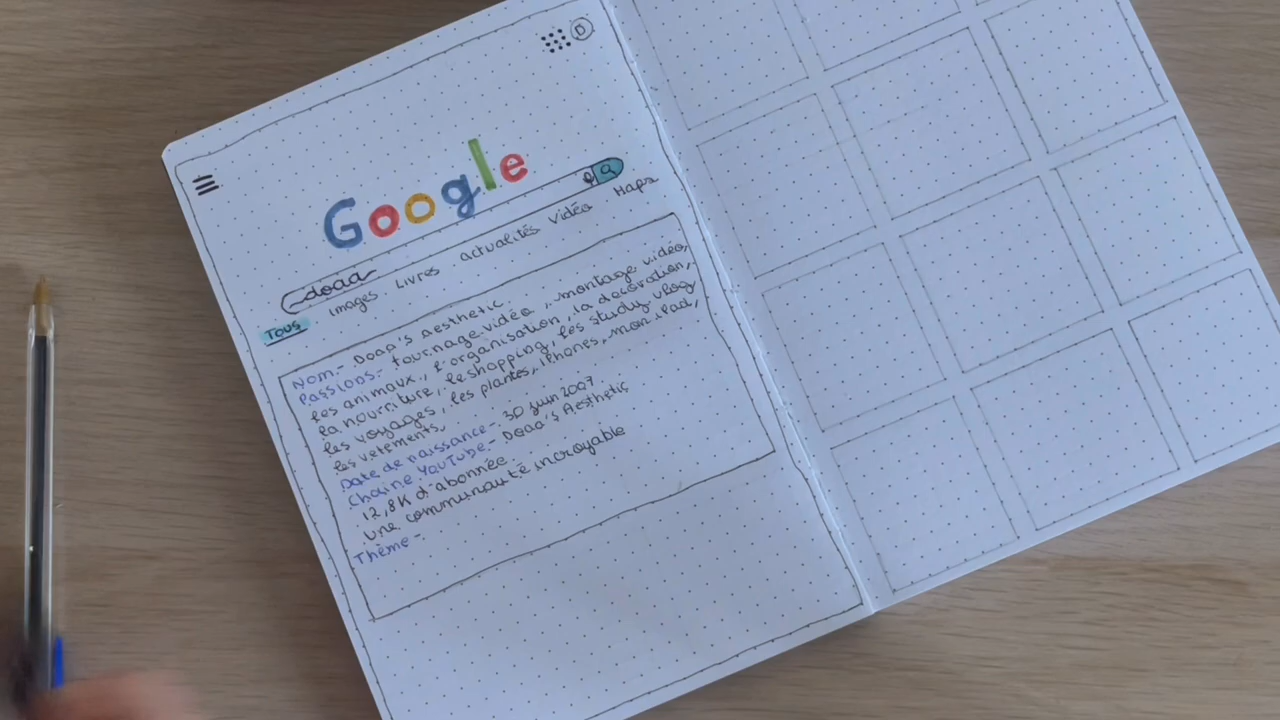 D
Google
doaa
Tous images Livres actualités vidéo Maps
Nom:- Doaa's Aesthetic.
Passions:- tournage vidéo, montage vidéo,
les animaux, l'organisation, la décoration,
la nourriture, le shopping, les study vlog
les voyages, les plantes, iPhones, mon ipad,
les vetements,
Date de naissance:- 30 juin 2007
Chaine YouTube:- Doaa's Aesthetic
12,8K d'abonnée.
une communauté incroyable
Thème -